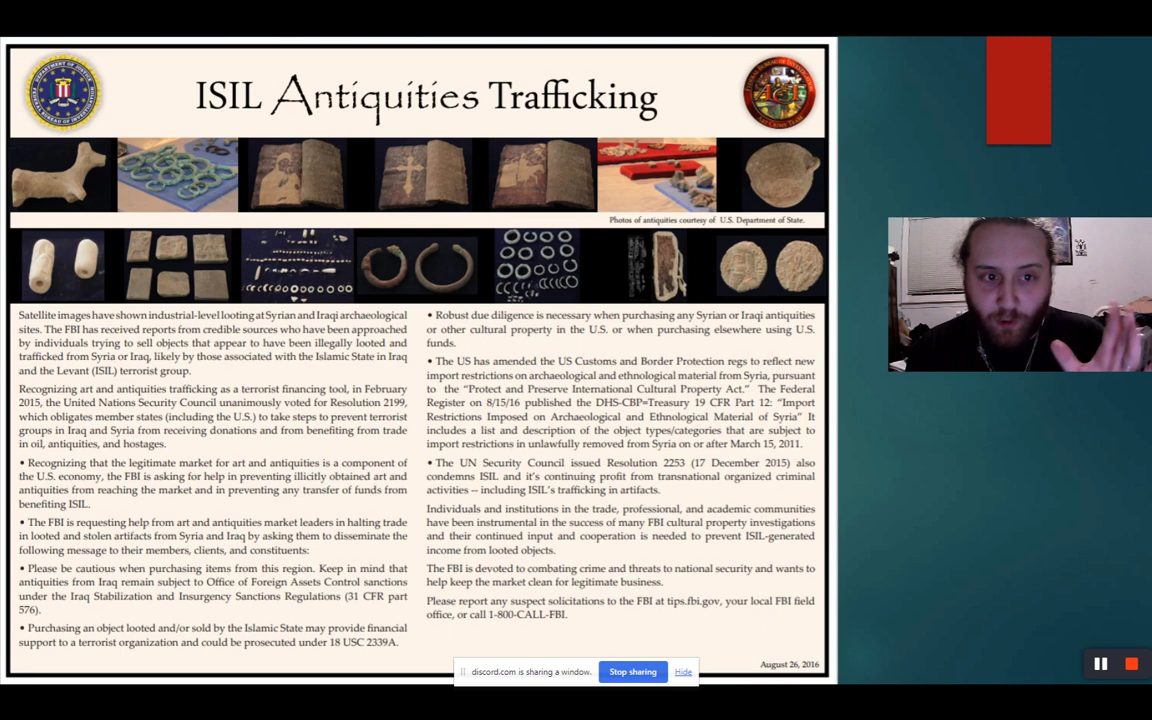 ISIL Antiquities Trafficking
Photos of antiquities courtesy of U.S. Department of State.
Satellite images have shown industrial-level looting at Syrian and Iraqi archaeological
sites. The FBI has received reports from credible sources who have been approached
by individuals trying to sell objects that appear to have been illegally looted and
trafficked from Syria or Iraq, likely by those associated with the Islamic State in Iraq
and the Levant (ISIL) terrorist group.
Recognizing art and antiquities trafficking as a terrorist financing tool, in February
2015, the United Nations Security Council unanimously voted for Resolution 2199,
which obligates member states (including the U.S.) to take steps to prevent terrorist
groups in Iraq and Syria from receiving donations and from benefiting from trade
in oil, antiquities, and hostages.
• Recognizing that the legitimate market for art and antiquities is a component of
the U.S. economy, the FBI is asking for help in preventing illicitly obtained art and
antiquities from reaching the market and in preventing any transfer of funds from
benefiting ISIL.
• The FBI is requesting help from art and antiquities market leaders in halting trade
in looted and stolen artifacts from Syria and Iraq by asking them to disseminate the
following message to their members, clients, and constituents:
• Please be cautious when purchasing items from this region. Keep in mind that
antiquities from Iraq remain subject to Office of Foreign Assets Control sanctions
under the Iraq Stabilization and Insurgency Sanctions Regulations (31 CFR part
576).
• Purchasing an object looted and/or sold by the Islamic State may provide financial
support to a terrorist organization and could be prosecuted under 18 USC 2339A.
• Robust due diligence is necessary when purchasing any Syrian or Iraqi antiquities
or other cultural property in the U.S. or when purchasing elsewhere using U.S.
funds.
• The US has amended the US Customs and Border Protection regs to reflect new
import restrictions on archaeological and ethnological material from Syria, pursuant
to the “Protect and Preserve International Cultural Property Act.” The Federal
Register on 8/15/16 published the DHS-CBP=Treasury 19 CFR Part 12: “Import
Restrictions Imposed on Archaeological and Ethnological Material of Syria” It
includes a list and description of the object types/categories that are subject to
import restrictions in unlawfully removed from Syria on or after March 15, 2011.
• The UN Security Council issued Resolution 2253 (17 December 2015) also
condemns ISIL and it's continuing profit from transnational organized criminal
activities -- including ISIL's trafficking in artifacts.
Individuals and institutions in the trade, professional, and academic communities
have been instrumental in the success of many FBI cultural property investigations
and their continued input and cooperation is needed to prevent ISIL-generated
income from looted objects.
The FBI is devoted to combating crime and threats to national security and wants to
help keep the market clean for legitimate business.
Please report any suspect solicitations to the FBI at tips.fbi.gov, your local FBI field
office, or call 1-800-CALL-FBI.
August 26, 2016
discord.com is sharing a window.
Stop sharing
Hide